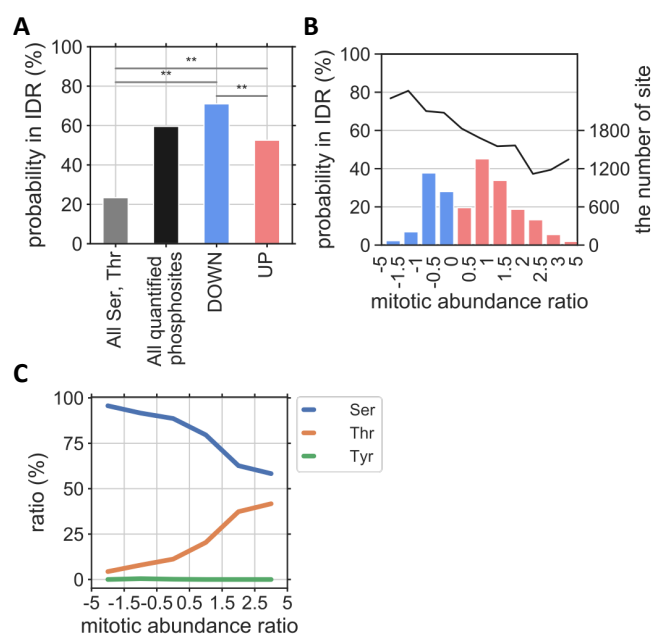 A
probability in IDR (%)
100
80
60
40
20
0
**
**
**
All Ser, Thr
All quantified
phosphosites
DOWN
UP
B
probability in IDR (%)
100
80
60
40
20
0
1800
1200
600
0
the number of site
-5
-1.5
-1
-0.5
0
0.5
1
1.5
2
2.5
3
5
mitotic abundance ratio
C
ratio (%)
100
75
50
25
0
-5 -1.5 -0.5 0.5 1.5 2.5 5
mitotic abundance ratio
Ser
Thr
Tyr